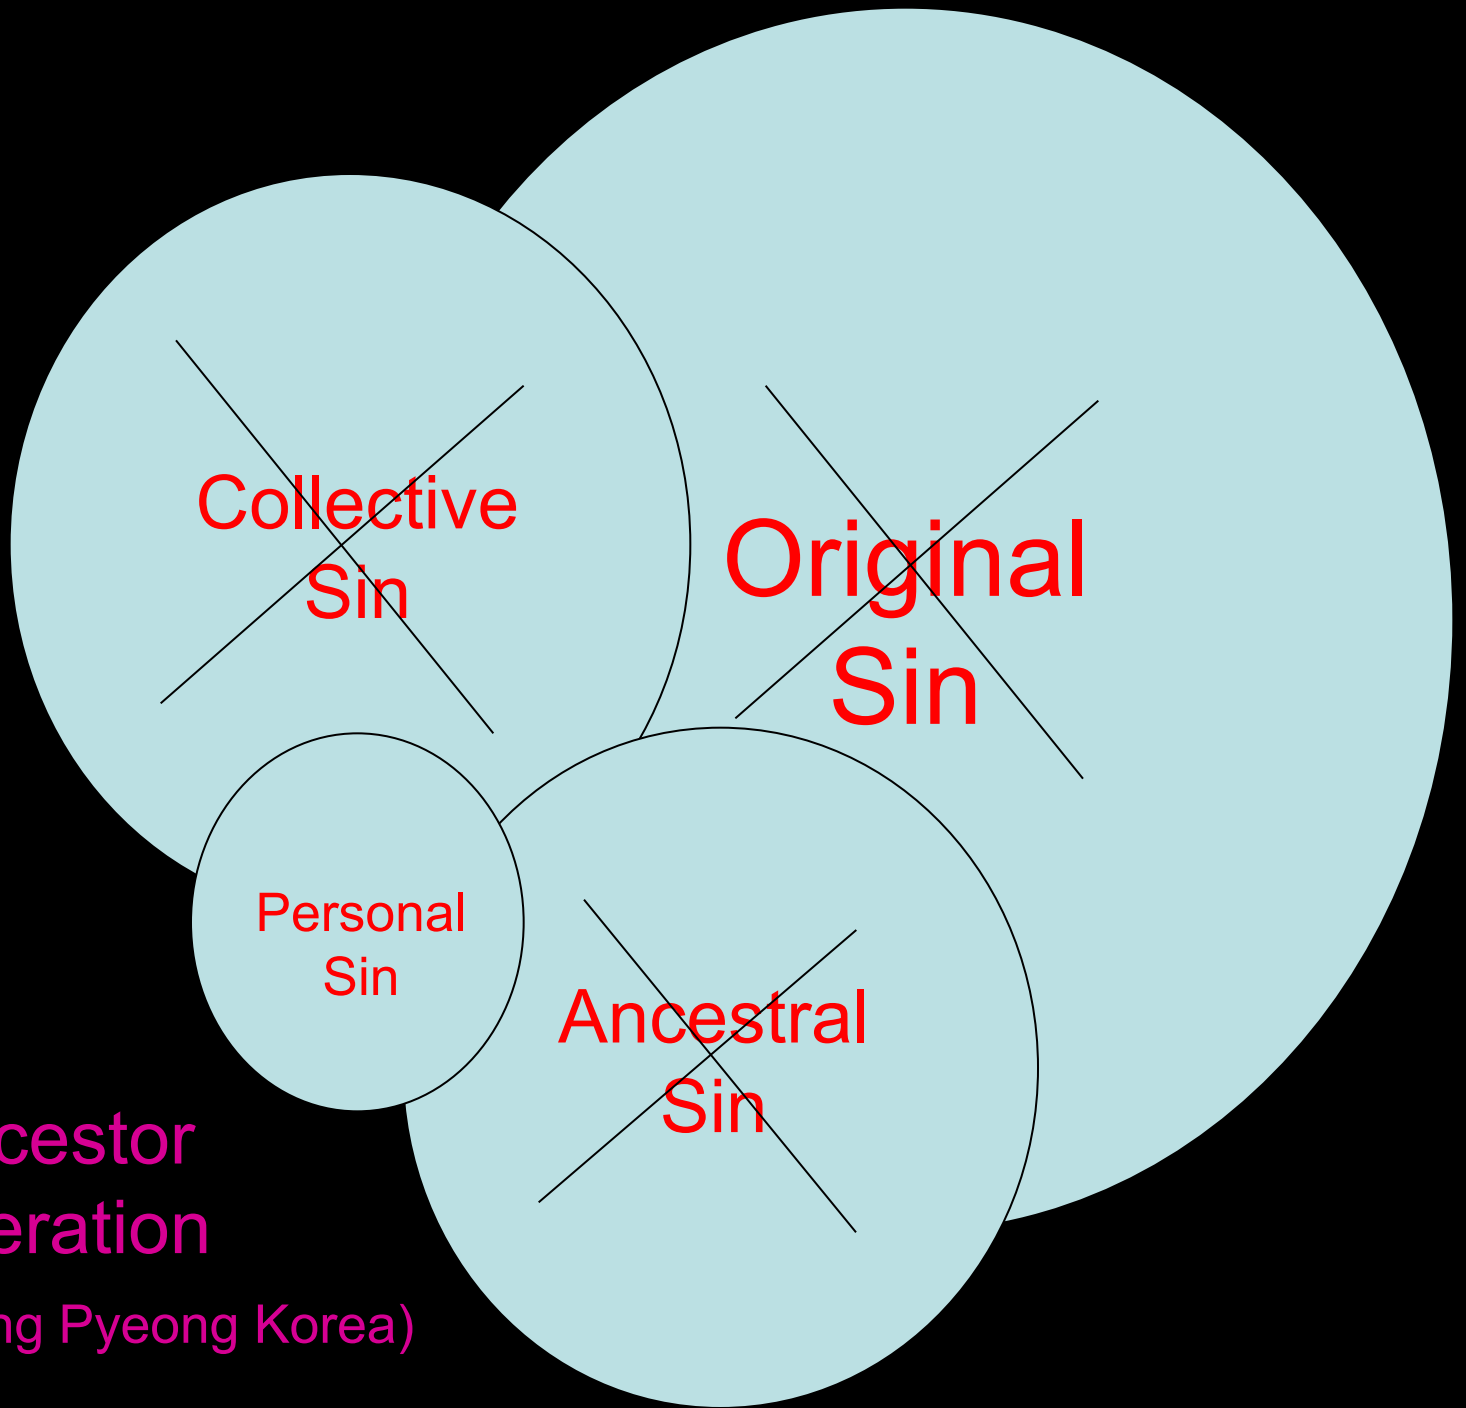 Collective
Sin
Original
Sin
Personal
Sin
Ancestral
Sin
cestor
eration
ng Pyeong Korea)